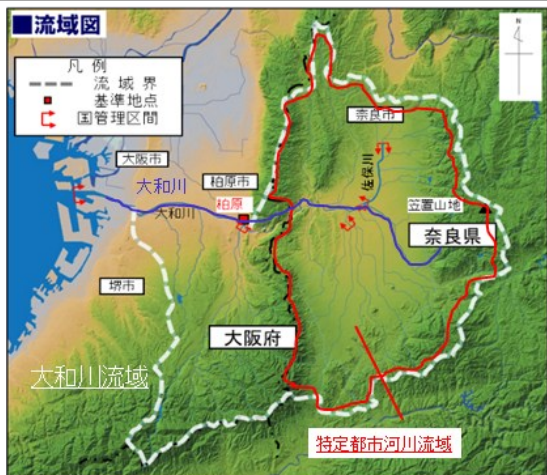 ■流域図
凡例
流域界
基準地点
国管理区間
N
奈良市
大阪市
佐保川
大和川
柏原市
柏原
大和川
笠置山地
奈良県
堺市
大阪府
大和川流域
特定都市河川流域